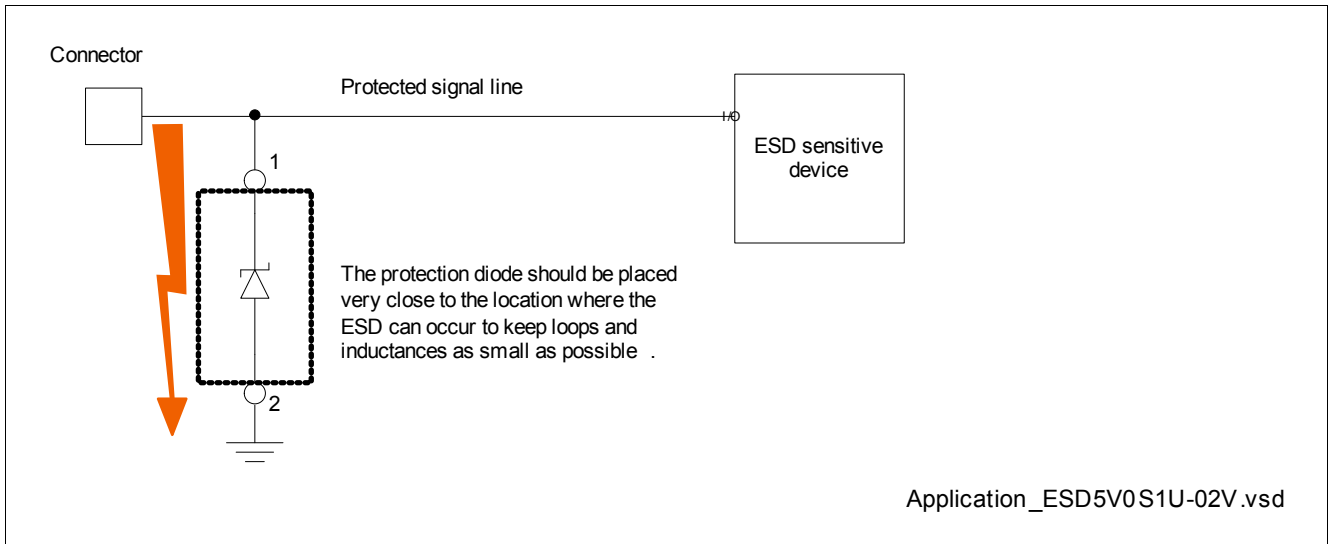 Connector
Protected signal line
I/O
ESD sensitive
device
1
The protection diode should be placed
very close to the location where the
ESD can occur to keep loops and
inductances as small as possible .
2
Application_ESD5V0S1U-02V.vsd